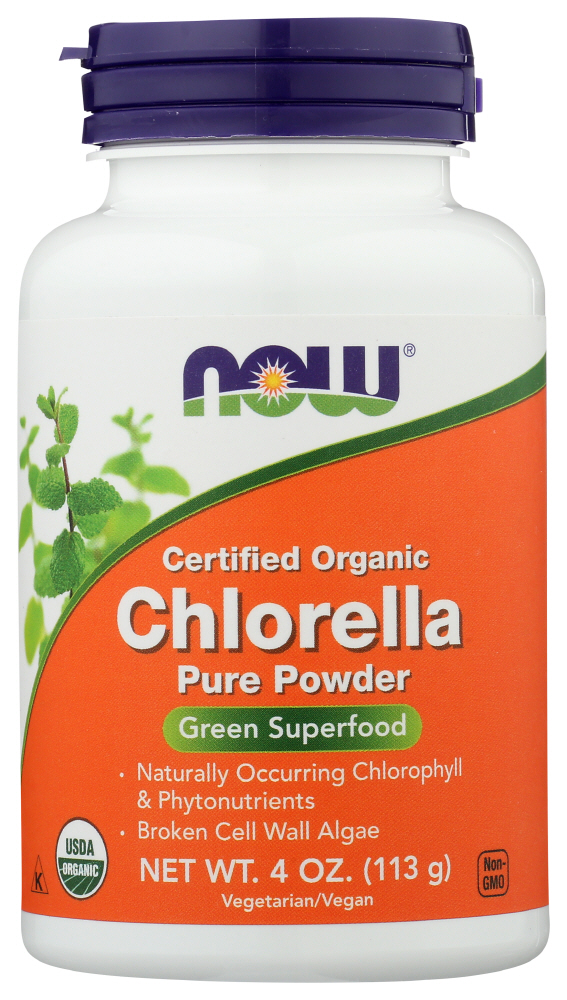 NOW®
Certified Organic
Chlorella
Pure Powder
Green Superfood
• Naturally Occurring Chlorophyll
& Phytonutrients
• Broken Cell Wall Algae
USDA
ORGANIC
K
NET WT. 4 OZ. (113 g)
Non-
GMO
Vegetarian/Vegan